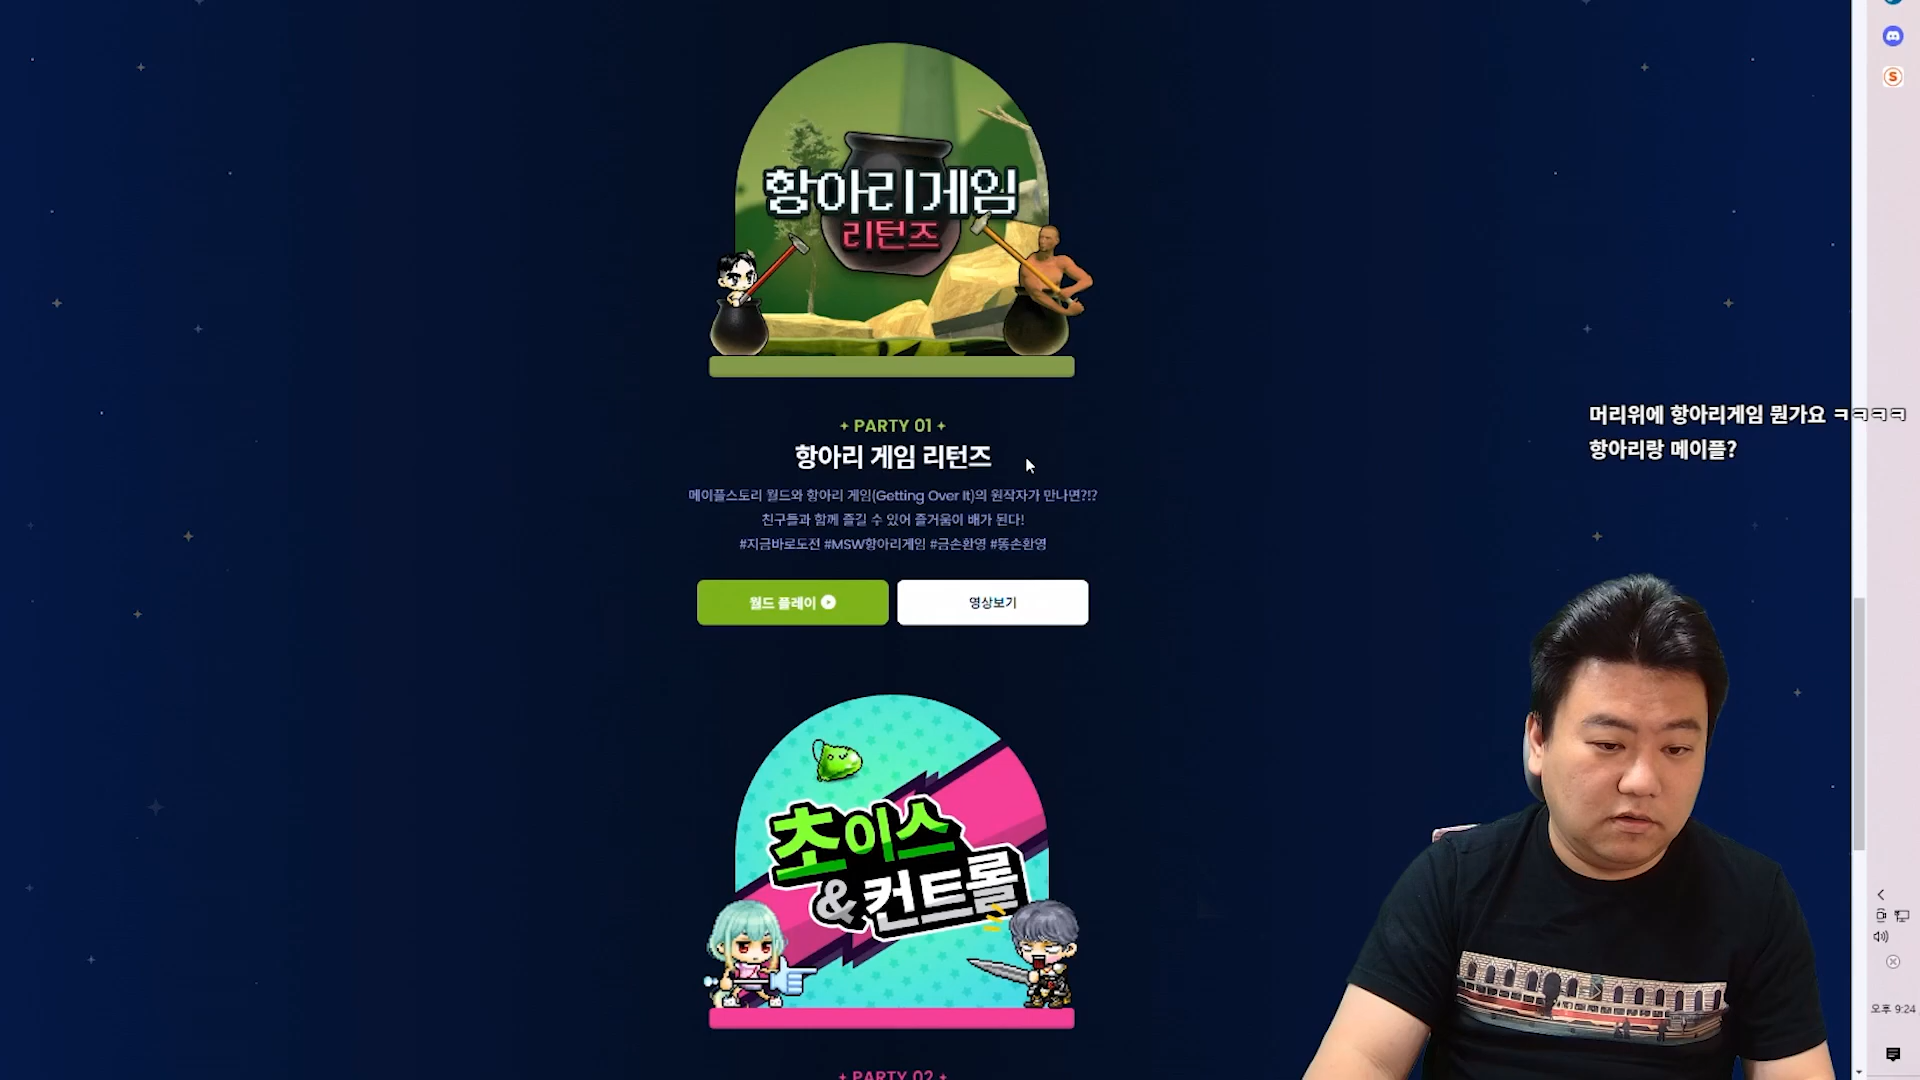 항아리게임
리턴즈
+ PARTY 01 +
항아리 게임 리턴즈
메이플스토리 월드와 항아리 게임(Getting Over It)의 원작자가 만나면?!?
친구들과 함께 즐길 수 있어 즐거움이 배가 된다!
#지금바로도전 #MSW항아리게임 #금손환영 #똥손환영
월드 플레이
영상보기
머리위에 항아리게임 뭔가요 ㅋㅋㅋㅋ
항아리랑 메이플?
초이스
&컨트롤
+ PARTY 02 +
S
오후 9:24